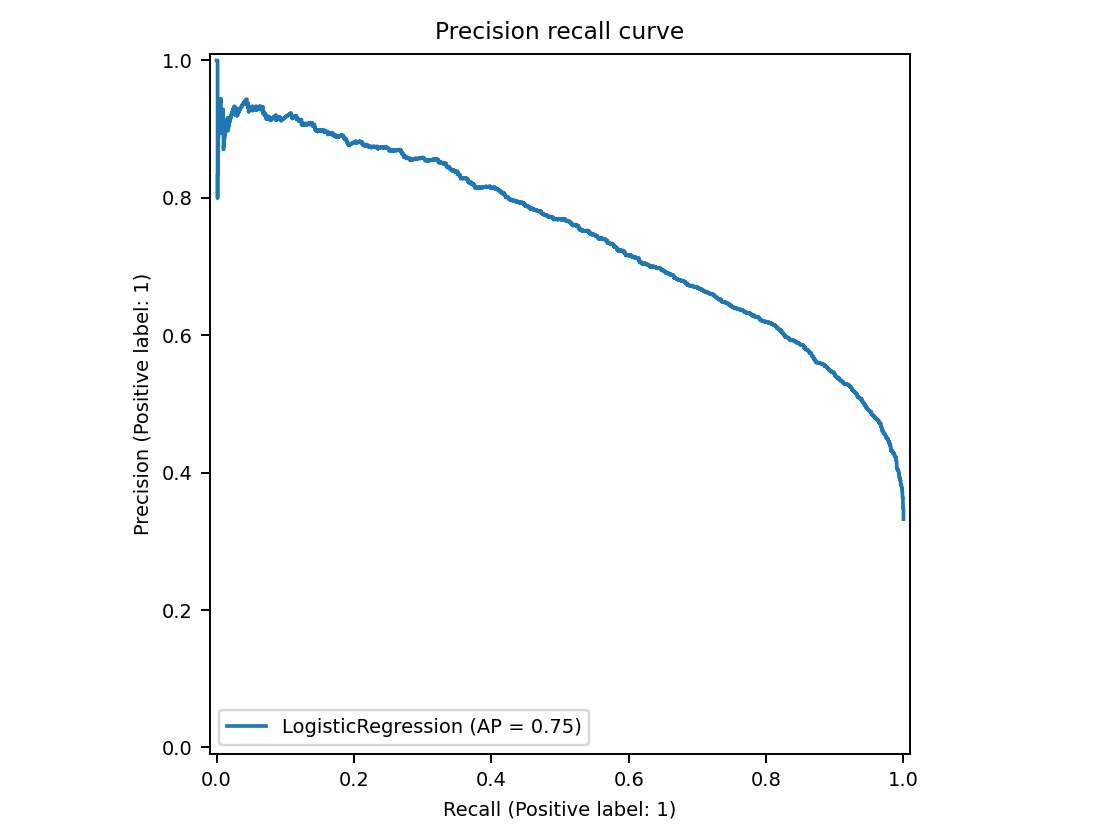 Precision recall curve
1.0
0.8
0.6
0.4
0.2
0.0
Precision (Positive label: 1)
LogisticRegression (AP = 0.75)
0.0 0.2 0.4 0.6 0.8 1.0
Recall (Positive label: 1)